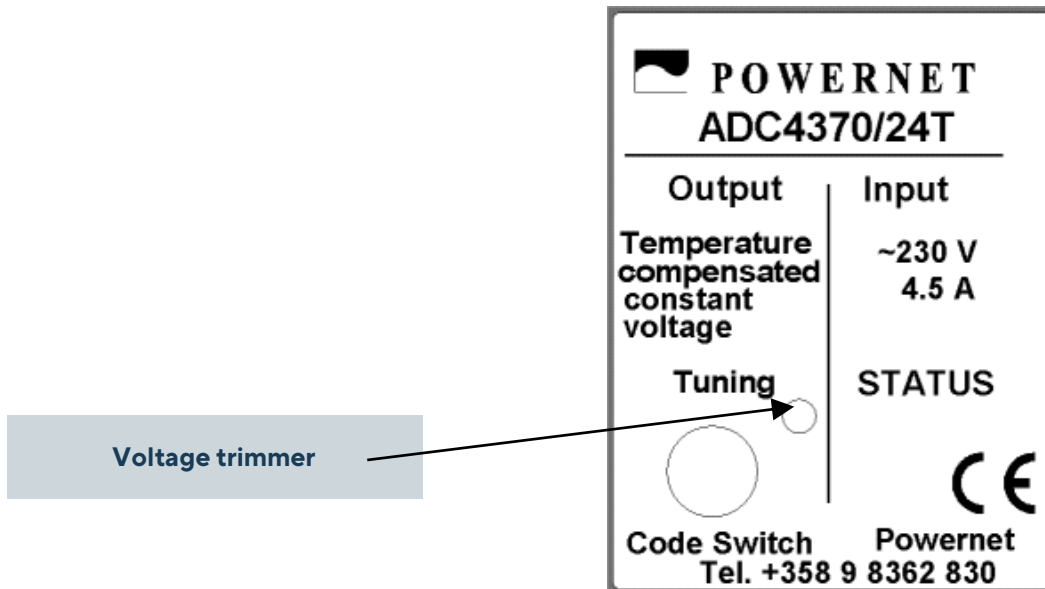 POWERNET
ADC4370/24T
Output
Input
Temperature
compensated
constant
voltage
~230 V
4.5 A
Tuning
STATUS
Voltage trimmer
CE
Code Switch
Powernet
Tel. +358 9 8362 830